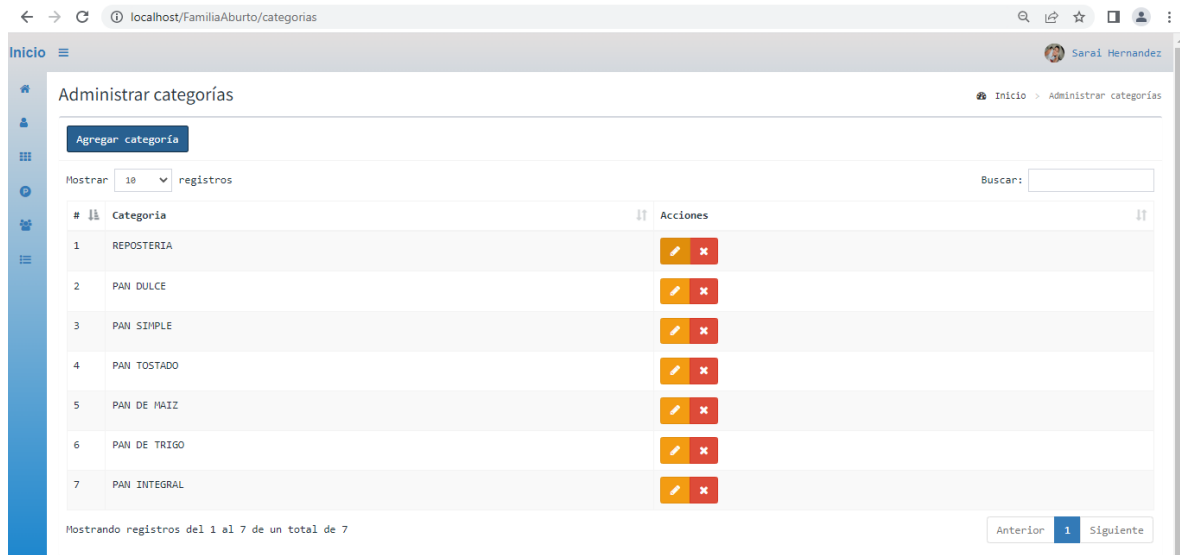 localhost/FamiliaAburto/categorias
Inicio
Sarai Hernandez
Administrar categorías
Inicio > Administrar categorías
Agregar categoría
Mostrar 10 registros
Buscar:
# Categoria Acciones
1 REPOSTERIA
2 PAN DULCE
3 PAN SIMPLE
4 PAN TOSTADO
5 PAN DE MAIZ
6 PAN DE TRIGO
7 PAN INTEGRAL
Mostrando registros del 1 al 7 de un total de 7
Anterior 1 Siguiente